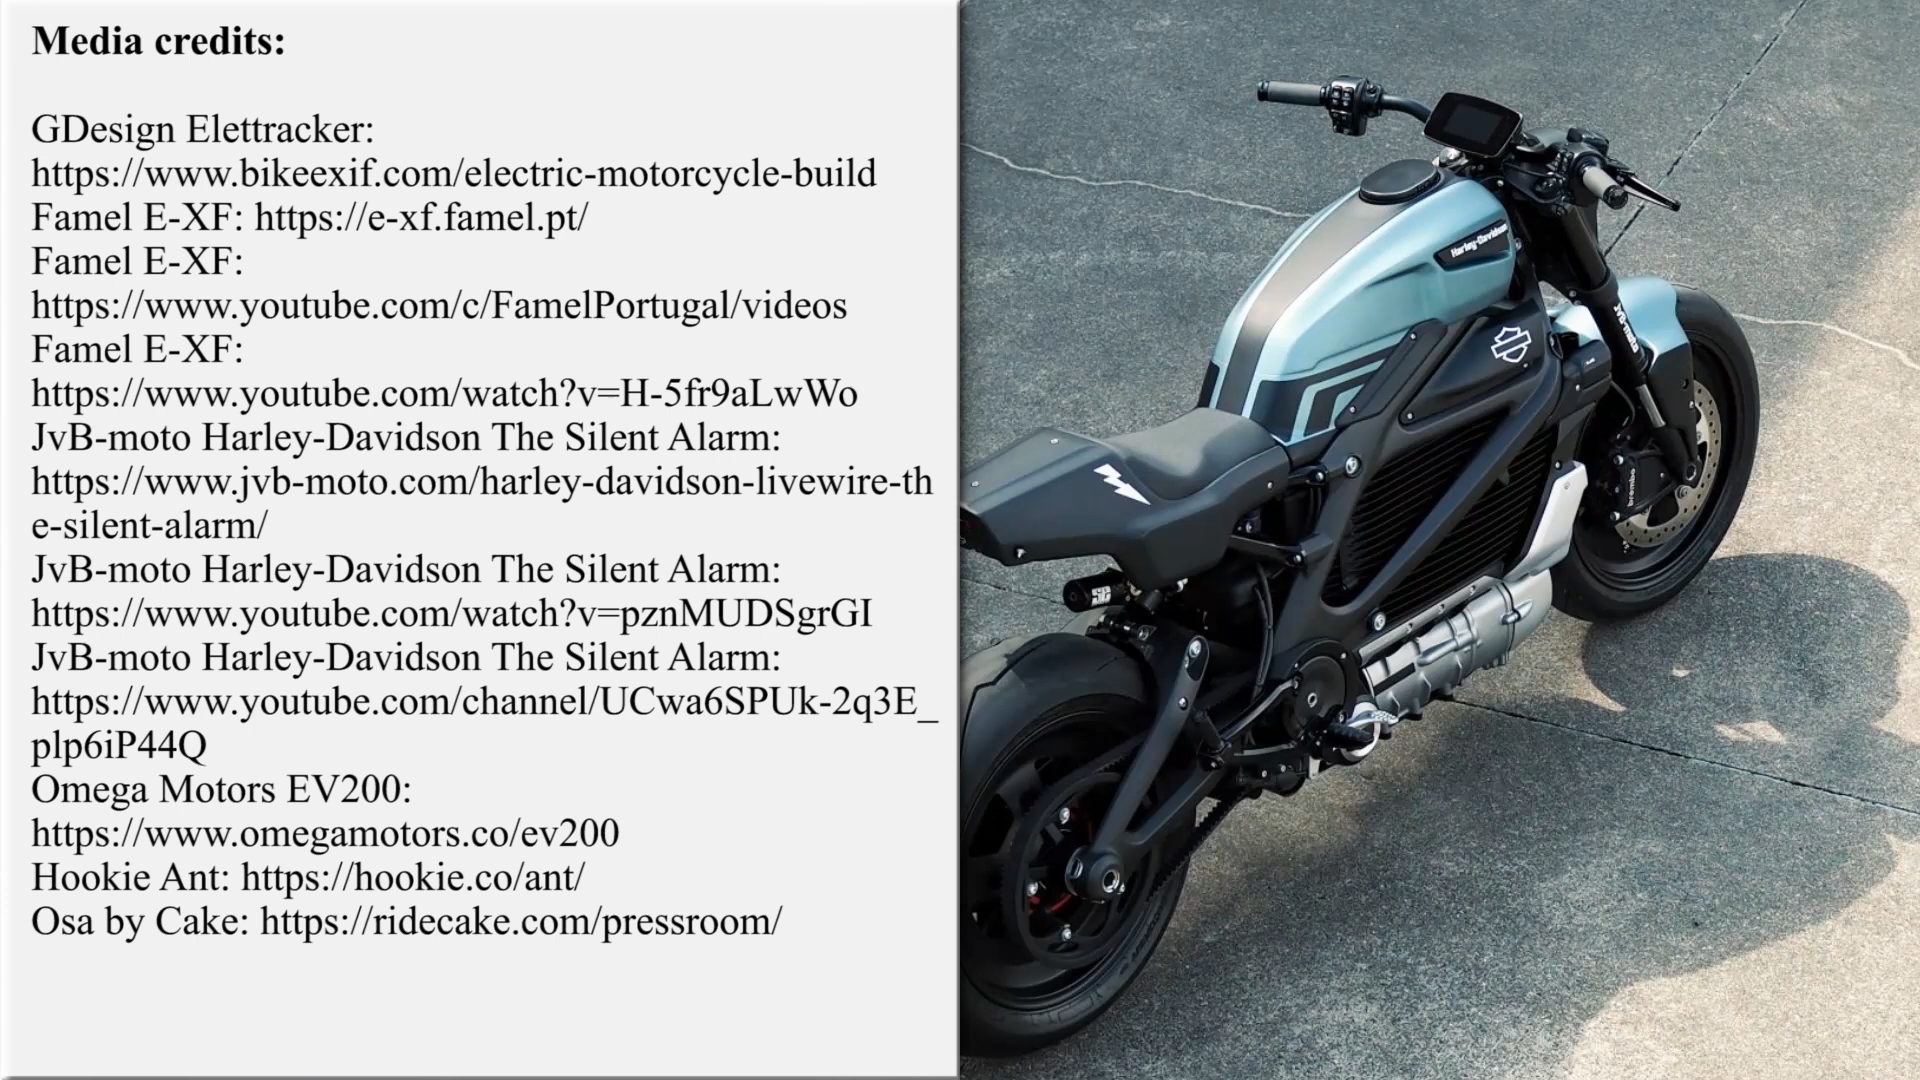 Media credits:
GDesign Elettracker:
https://www.bikeexif.com/electric-motorcycle-build
Famel E-XF: https://e-xf.famel.pt/
Famel E-XF:
https://www.youtube.com/c/FamelPortugal/videos
Famel E-XF:
https://www.youtube.com/watch?v=H-5fr9aLwWo
JvB-moto Harley-Davidson The Silent Alarm:
https://www.jvb-moto.com/harley-davidson-livewire-th
e-silent-alarm/
JvB-moto Harley-Davidson The Silent Alarm:
https://www.youtube.com/watch?v=pznMUDSgrGI
JvB-moto Harley-Davidson The Silent Alarm:
https://www.youtube.com/channel/UCwa6SPUk-2q3E_
plp6iP44Q
Omega Motors EV200:
https://www.omegamotors.co/ev200
Hookie Ant: https://hookie.co/ant/
Osa by Cake: https://ridecake.com/pressroom/
Harley-Davidson
JvB-moto
brembo